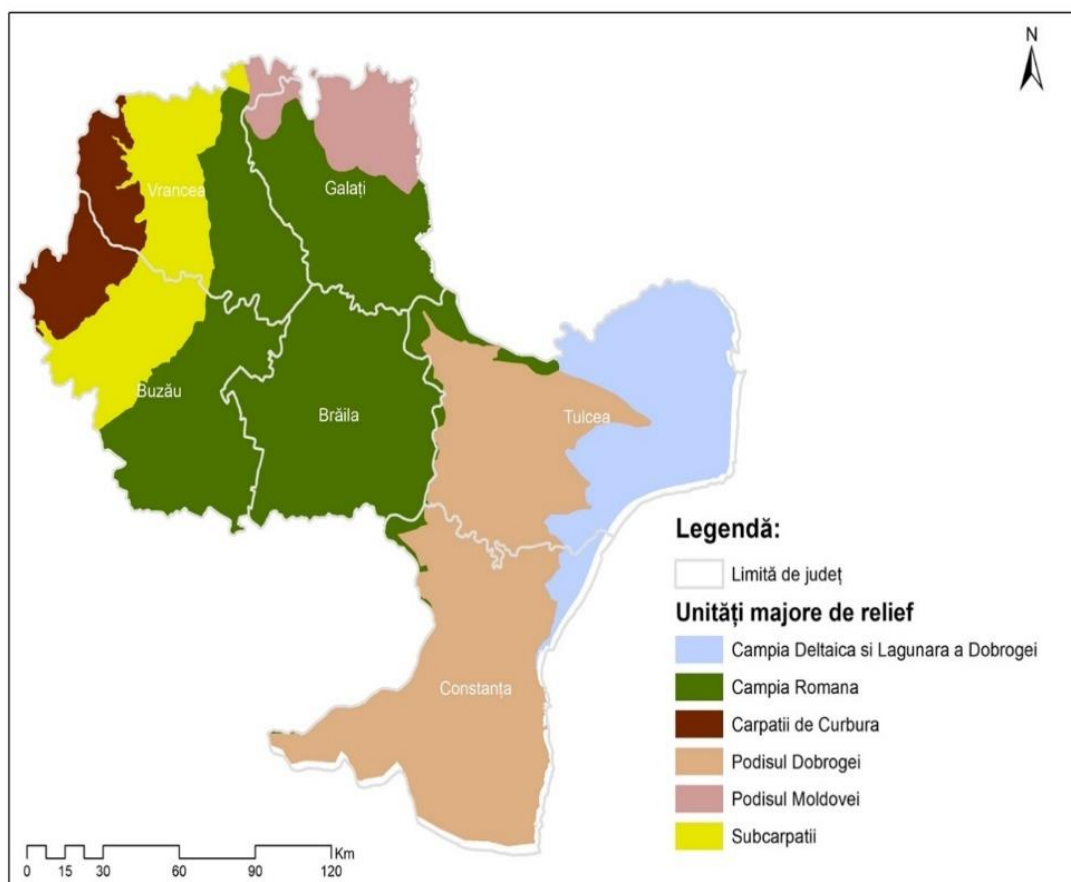 N
Vrancea
Galați
Buzău
Brăila
Tulcea
Constanța
Legendă:
Limită de județ
Unități majore de relief
Campia Deltaica si Lagunara a Dobrogei
Campia Romana
Carpatii de Curbura
Podisul Dobrogei
Podisul Moldovei
Subcarpatii
Km
0 15 30 60 90 120